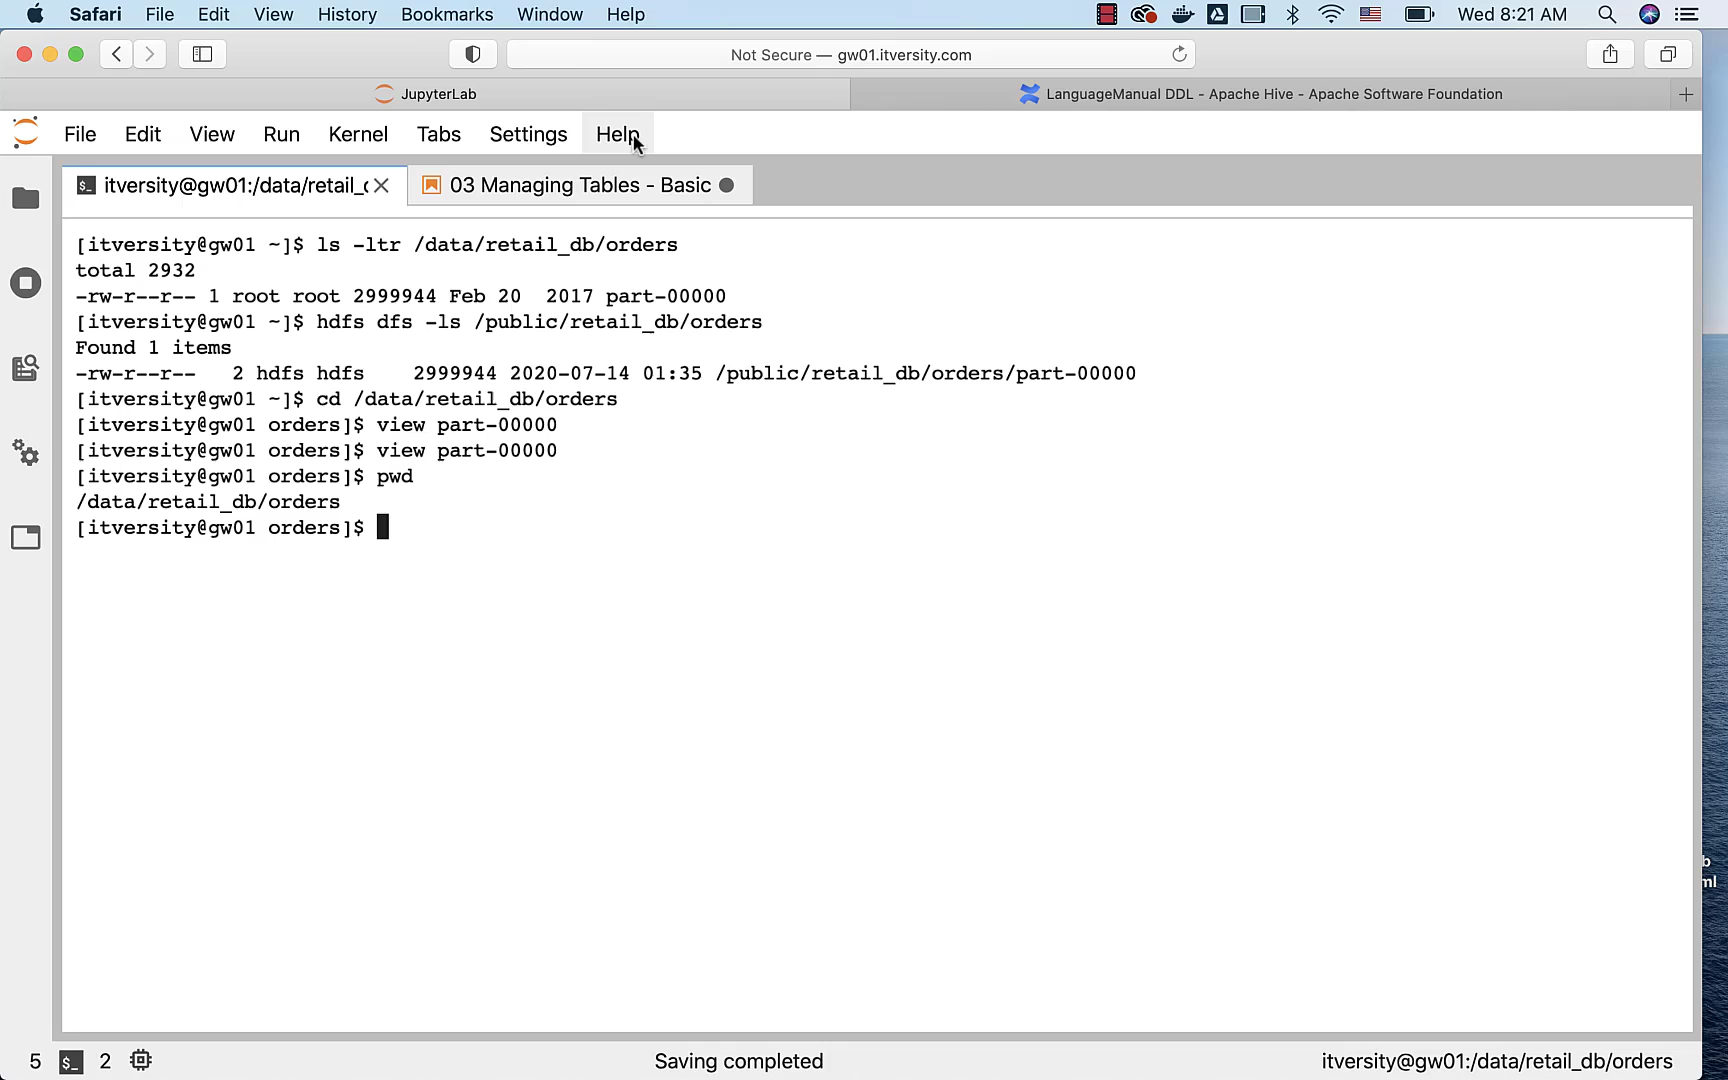 Safari File Edit View History Bookmarks Window Help Wed 8:21 AM
Not Secure — gw01.itversity.com
JupyterLab
LanguageManual DDL - Apache Hive - Apache Software Foundation
File Edit View Run Kernel Tabs Settings Help
itversity@gw01:/data/retail_
03 Managing Tables - Basic
[itversity@gw01 ~]$ ls -ltr /data/retail_db/orders
total 2932
-rw-r--r-- 1 root root 2999944 Feb 20  2017 part-00000
[itversity@gw01 ~]$ hdfs dfs -ls /public/retail_db/orders
Found 1 items
-rw-r--r--   2 hdfs hdfs    2999944 2020-07-14 01:35 /public/retail_db/orders/part-00000
[itversity@gw01 ~]$ cd /data/retail_db/orders
[itversity@gw01 orders]$ view part-00000
[itversity@gw01 orders]$ view part-00000
[itversity@gw01 orders]$ pwd
/data/retail_db/orders
[itversity@gw01 orders]$
b
ml
5 $_ 2 Saving completed itversity@gw01:/data/retail_db/orders